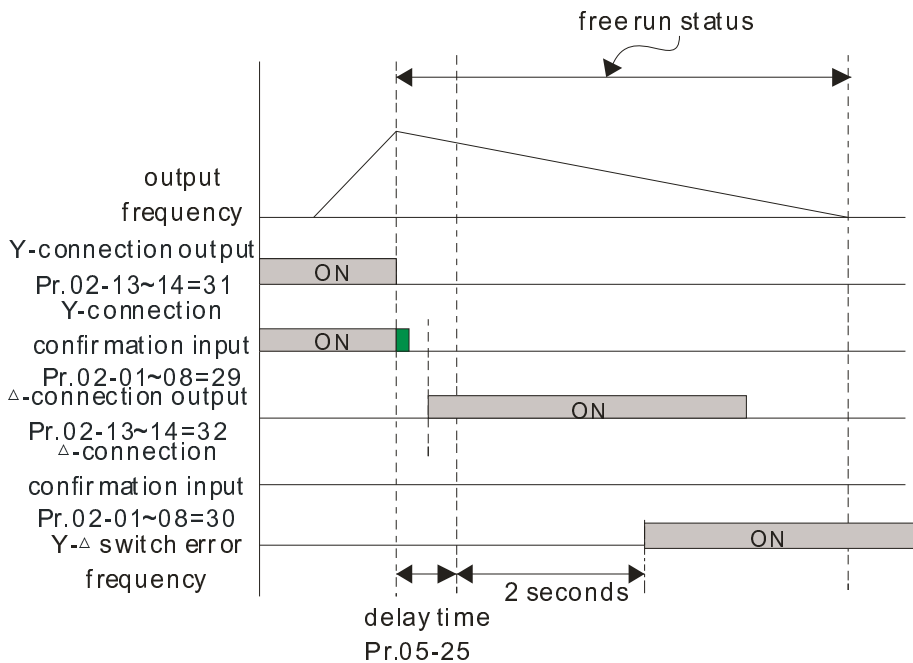 free run status
output
frequency
Y-connection output
ON
Pr.02-13~14=31
Y-connection
confirmation input
ON
Pr.02-01~08=29
△-connection output
ON
Pr.02-13~14=32
△-connection
confirmation input
Pr.02-01~08=30
Y-△ switch error
ON
frequency
2 seconds
delay time
Pr.05-25